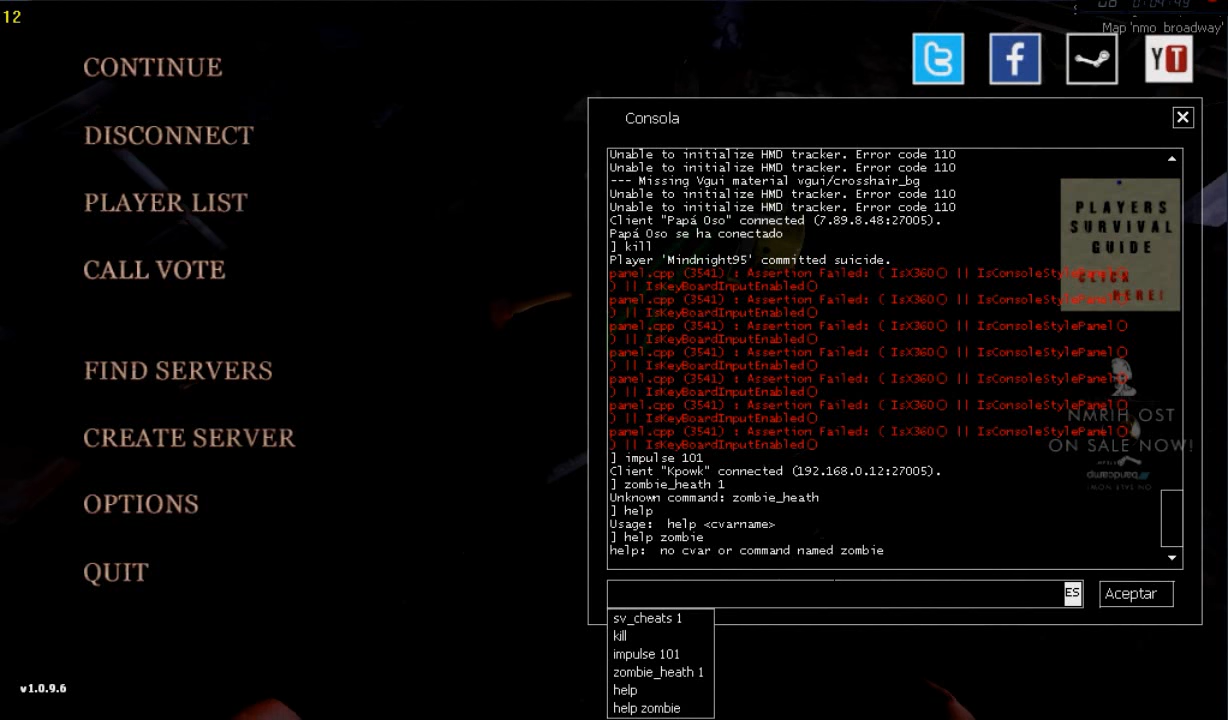 12
0:04:49
Map 'nmo_broadway'
CONTINUE
DISCONNECT
PLAYER LIST
CALL VOTE
FIND SERVERS
CREATE SERVER
OPTIONS
QUIT
v1.0.9.6
YT
Consola
Unable to initialize HMD tracker. Error code 110
Unable to initialize HMD tracker. Error code 110
--- Missing Vgui material vgui/crosshair_bg
Unable to initialize HMD tracker. Error code 110
Unable to initialize HMD tracker. Error code 110
Client "Papá Oso" connected (7.89.8.48:27005).
Papá Oso se ha conectado
] kill
Player 'Mindnight95' committed suicide.
panel.cpp (3541) : Assertion Failed: ( IsX360() || IsConsoleStylePanel()
) || IsKeyBoardInputEnabled()
panel.cpp (3541) : Assertion Failed: ( IsX360() || IsConsoleStylePanel()
) || IsKeyBoardInputEnabled()
panel.cpp (3541) : Assertion Failed: ( IsX360() || IsConsoleStylePanel()
) || IsKeyBoardInputEnabled()
panel.cpp (3541) : Assertion Failed: ( IsX360() || IsConsoleStylePanel()
) || IsKeyBoardInputEnabled()
panel.cpp (3541) : Assertion Failed: ( IsX360() || IsConsoleStylePanel()
) || IsKeyBoardInputEnabled()
panel.cpp (3541) : Assertion Failed: ( IsX360() || IsConsoleStylePanel()
) || IsKeyBoardInputEnabled()
panel.cpp (3541) : Assertion Failed: ( IsX360() || IsConsoleStylePanel()
) || IsKeyBoardInputEnabled()
] impulse 101
Client "Kpowk" connected (192.168.0.12:27005).
] zombie_heath 1
Unknown command: zombie_heath
] help
Usage:  help <cvarname>
] help zombie
help:  no cvar or command named zombie
PLAYERS
SURVIVAL
GUIDE
CLICK
HERE!
NMRIH OST
ON SALE NOW!
bandcamp
ES
Aceptar
sv_cheats 1
kill
impulse 101
zombie_heath 1
help
help zombie